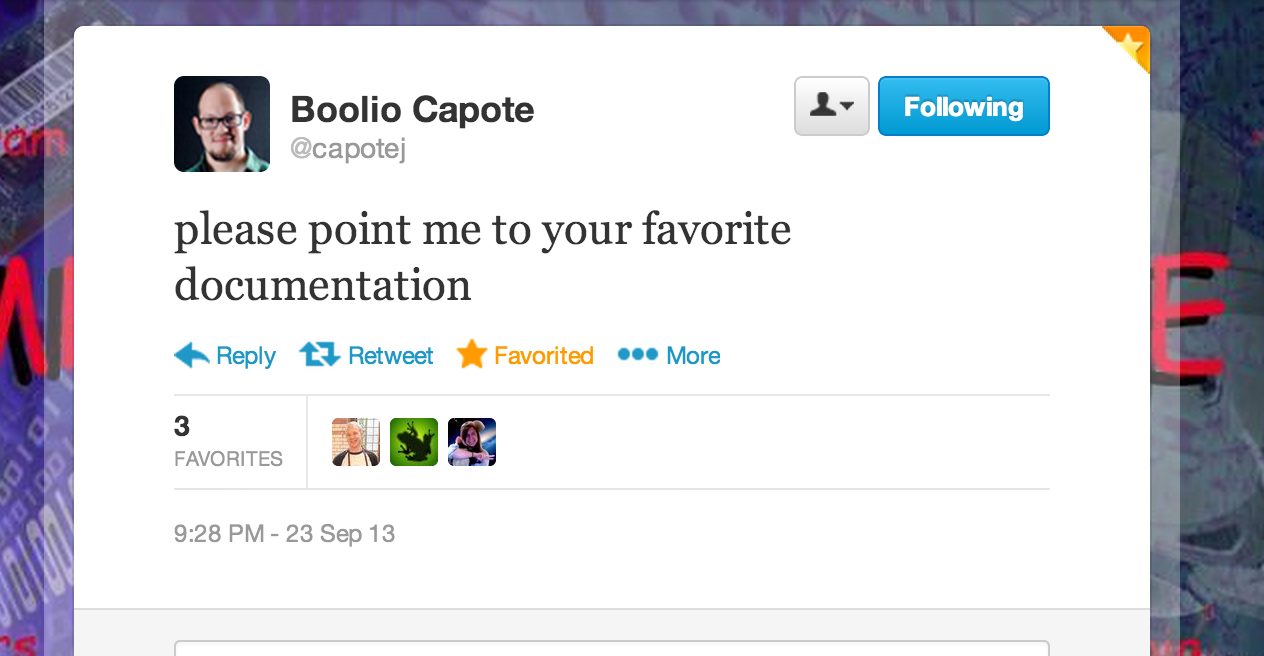 Boolio Capote
@capotej
Following
please point me to your favorite
documentation
Reply Retweet Favorited More
3
FAVORITES
9:28 PM - 23 Sep 13